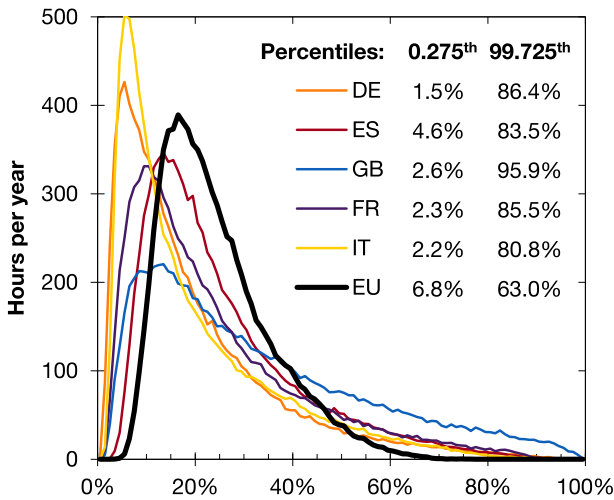 500
400
300
200
100
0
Hours per year
Percentiles: 0.275th 99.725th
DE 1.5% 86.4%
ES 4.6% 83.5%
GB 2.6% 95.9%
FR 2.3% 85.5%
IT 2.2% 80.8%
EU 6.8% 63.0%
0% 20% 40% 60% 80% 100%